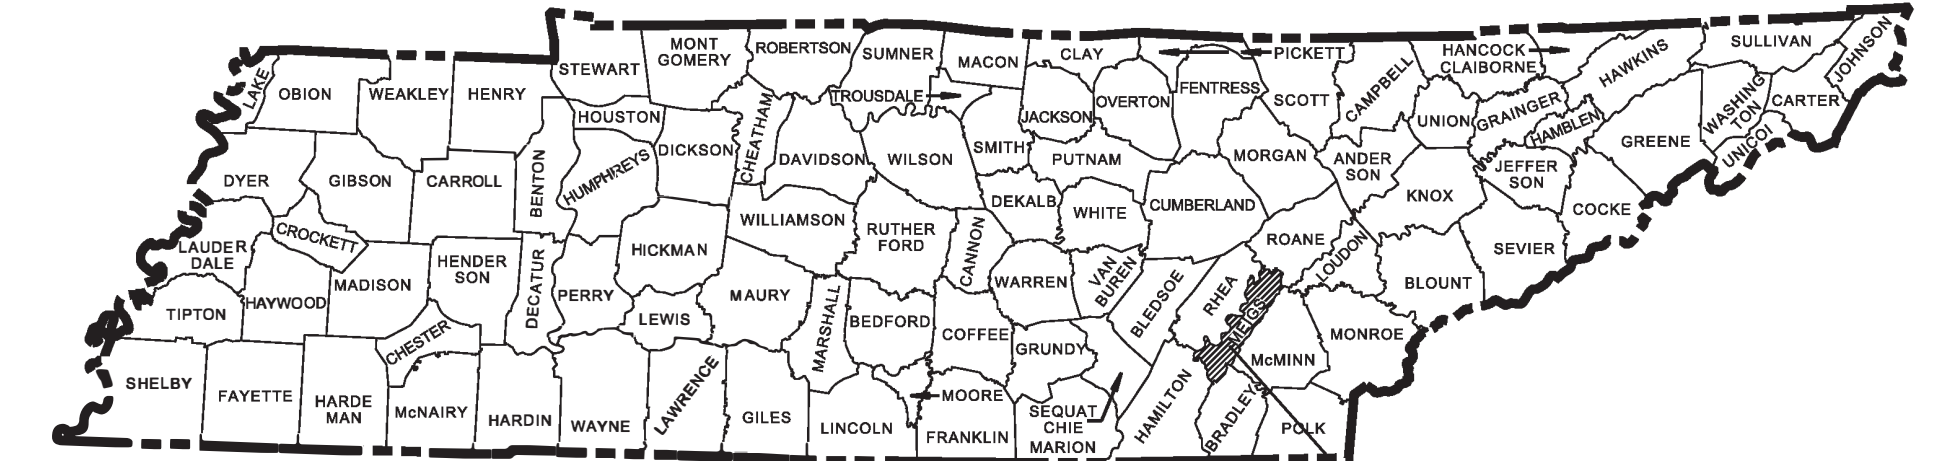 LAKE
OBION
WEAKLEY
HENRY
STEWART
MONT
GOMERY
ROBERTSON
SUMNER
MACON
CLAY
PICKETT
HANCOCK
CLAIBORNE
HAWKINS
SULLIVAN
JOHNSON
TROUSDALE
HOUSTON
CHEATHAM
JACKSON
OVERTON
FENTRESS
SCOTT
CAMPBELL
UNION
GRAINGER
HAMBLEN
GREENE
WASHING
TON
UNICOI
CARTER
DYER
GIBSON
CARROLL
BENTON
HUMPHREYS
DICKSON
DAVIDSON
WILSON
SMITH
PUTNAM
MORGAN
ANDER
SON
KNOX
JEFFER
SON
COCKE
LAUDER
DALE
CROCKETT
MADISON
HENDER
SON
DECATUR
PERRY
HICKMAN
WILLIAMSON
RUTHER
FORD
CANNON
DEKALB
WHITE
CUMBERLAND
ROANE
LOUDON
BLOUNT
SEVIER
TIPTON
HAYWOOD
CHESTER
LEWIS
MAURY
MARSHALL
BEDFORD
COFFEE
WARREN
VAN
BUREN
BLEDSOE
RHEA
MEIGS
McMINN
MONROE
SHELBY
FAYETTE
HARDE
MAN
McNAIRY
HARDIN
WAYNE
LAWRENCE
GILES
LINCOLN
MOORE
FRANKLIN
GRUNDY
SEQUAT
CHIE
MARION
HAMILTON
BRADLEY
POLK